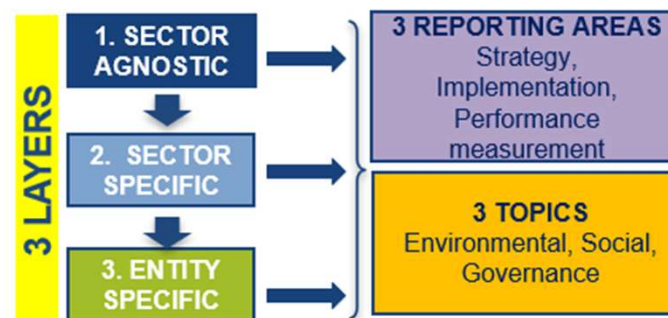 3 LAYERS
1. SECTOR
AGNOSTIC
2. SECTOR
SPECIFIC
3. ENTITY
SPECIFIC
3 REPORTING AREAS
Strategy,
Implementation,
Performance
measurement
3 TOPICS
Environmental, Social,
Governance